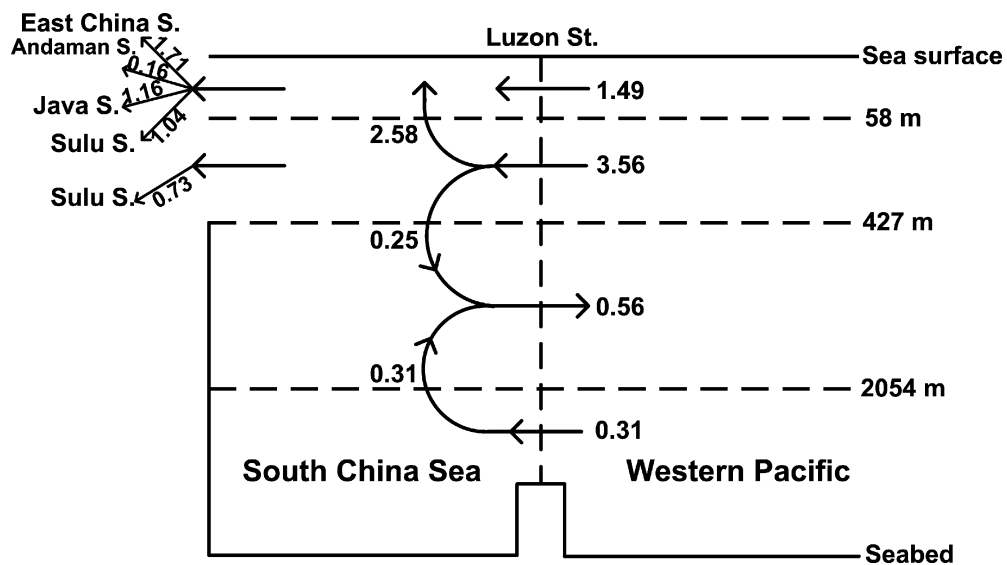 East China S.
Luzon St.
Andaman S.
1.71
Sea surface
0.16
1.49
1.16
Java S.
58 m
2.58
1.04
Sulu S.
3.56
0.73
Sulu S.
427 m
0.25
0.56
0.31
2054 m
0.31
South China Sea
Western Pacific
Seabed